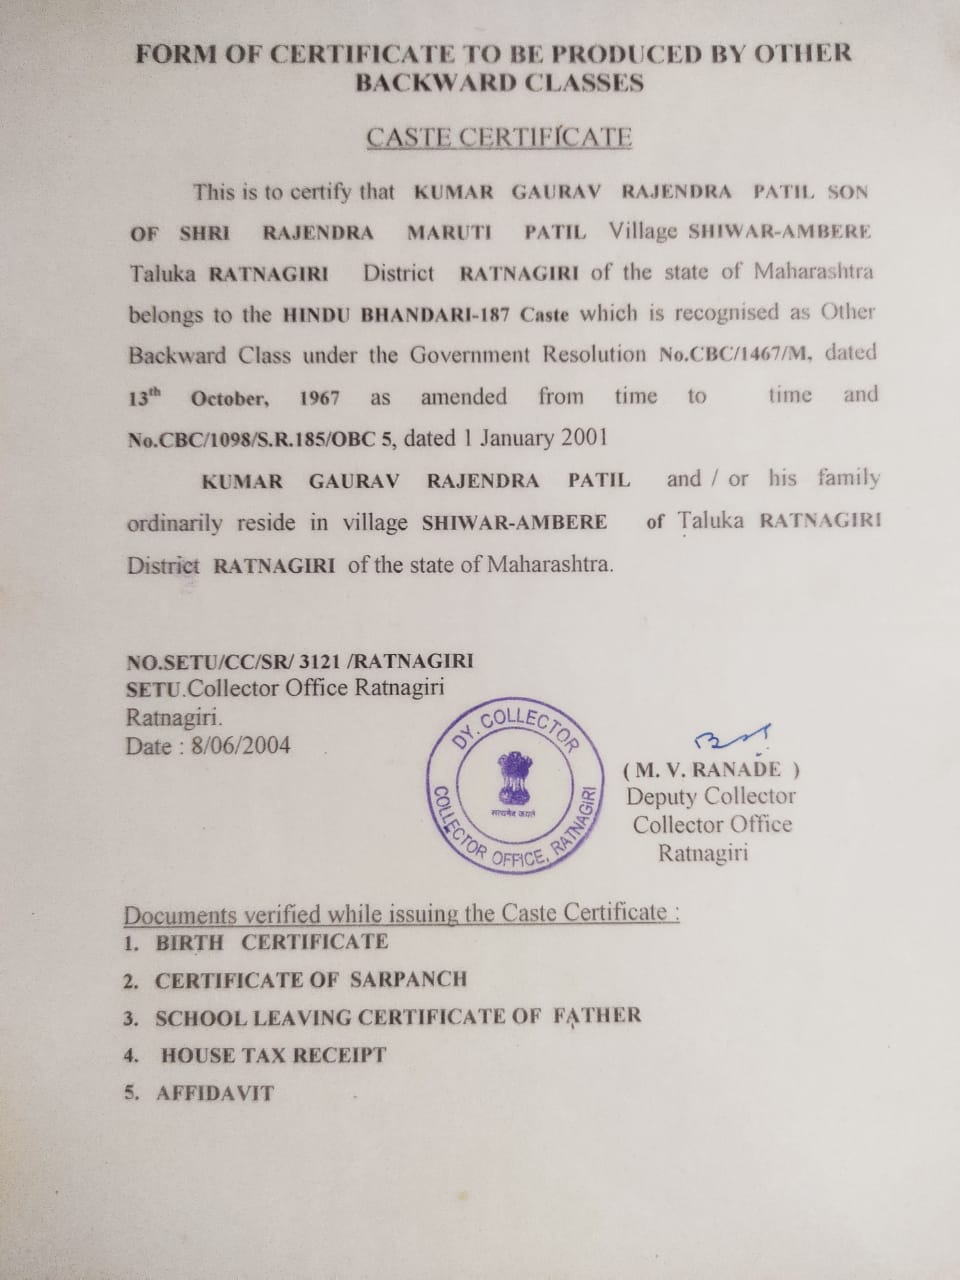 FORM OF CERTIFICATE TO BE PRODUCED BY OTHER
BACKWARD CLASSES
CASTE CERTIFICATE
This is to certify that KUMAR GAURAV RAJENDRA PATIL SON
OF SHRI RAJENDRA MARUTI PATIL Village SHIWAR-AMBERE
Taluka RATNAGIRI District RATNAGIRI of the state of Maharashtra
belongs to the HINDU BHANDARI-187 Caste which is recognised as Other
Backward Class under the Government Resolution No.CBC/1467/M, dated
13th October, 1967 as amended from time to time and
No.CBC/1098/S.R.185/OBC 5, dated 1 January 2001
KUMAR GAURAV RAJENDRA PATIL and / or his family
ordinarily reside in village SHIWAR-AMBERE of Taluka RATNAGIRI
District RATNAGIRI of the state of Maharashtra.
NO.SETU/CC/SR/ 3121 /RATNAGIRI
SETU.Collector Office Ratnagiri
Ratnagiri.
Date : 8/06/2004
DY. COLLECTOR
सत्यमेव जयते
COLLECTOR OFFICE, RATNAGIRI
( M. V. RANADE )
Deputy Collector
Collector Office
Ratnagiri
Documents verified while issuing the Caste Certificate :
1. BIRTH CERTIFICATE
2. CERTIFICATE OF SARPANCH
3. SCHOOL LEAVING CERTIFICATE OF FATHER
4. HOUSE TAX RECEIPT
5. AFFIDAVIT